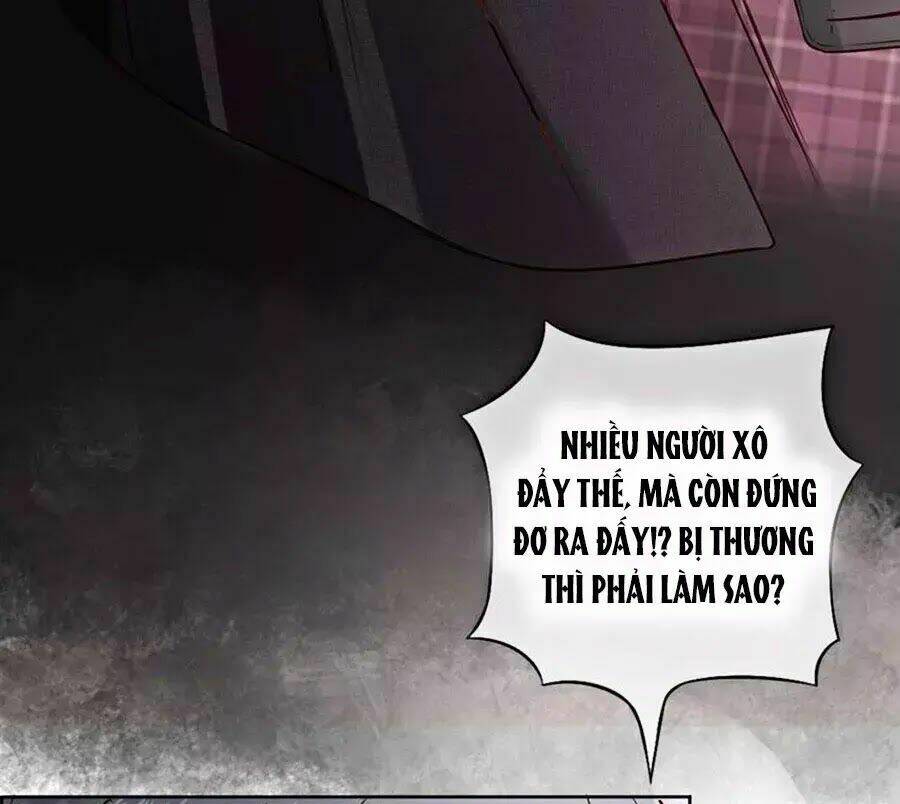 NHIỀU NGƯỜI XÔ
ĐẨY THẾ, MÀ CÒN ĐỨNG
ĐƠ RA ĐẤY!? BỊ THƯƠNG
THÌ PHẢI LÀM SAO?